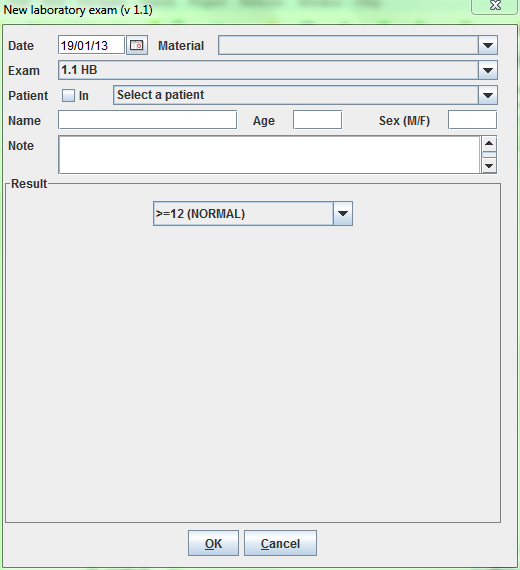 New laboratory exam (v 1.1)
Date 19/01/13 Material
Exam 1.1 HB
Patient In Select a patient
Name Age Sex (M/F)
Note
Result
>=12 (NORMAL)
OK Cancel